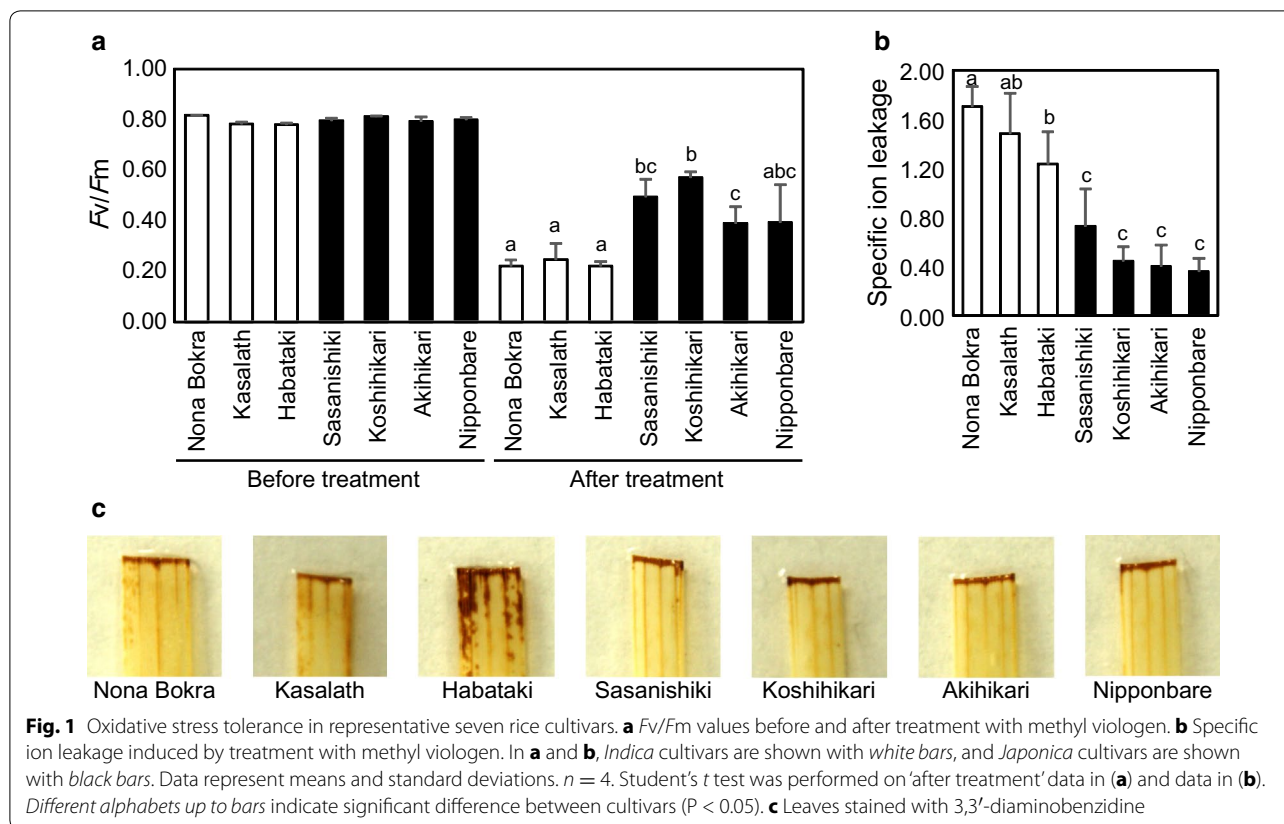 a
1.00
0.80
0.60
0.40
0.20
0.00
Fv/Fm
a
a
a
bc
b
c
abc
Nona Bokra
Kasalath
Habataki
Sasanishiki
Koshihikari
Akihikari
Nipponbare
Nona Bokra
Kasalath
Habataki
Sasanishiki
Koshihikari
Akihikari
Nipponbare
Before treatment
After treatment
b
2.00
1.60
1.20
0.80
0.40
0.00
Specific ion leakage
a
ab
b
c
c
c
c
Nona Bokra
Kasalath
Habataki
Sasanishiki
Koshihikari
Akihikari
Nipponbare
c
Nona Bokra
Kasalath
Habataki
Sasanishiki
Koshihikari
Akihikari
Nipponbare
Fig. 1 Oxidative stress tolerance in representative seven rice cultivars. a Fv/Fm values before and after treatment with methyl viologen. b Specific
ion leakage induced by treatment with methyl viologen. In a and b, Indica cultivars are shown with white bars, and Japonica cultivars are shown
with black bars. Data represent means and standard deviations. n = 4. Student's t test was performed on 'after treatment' data in (a) and data in (b).
Different alphabets up to bars indicate significant difference between cultivars (P < 0.05). c Leaves stained with 3,3′-diaminobenzidine